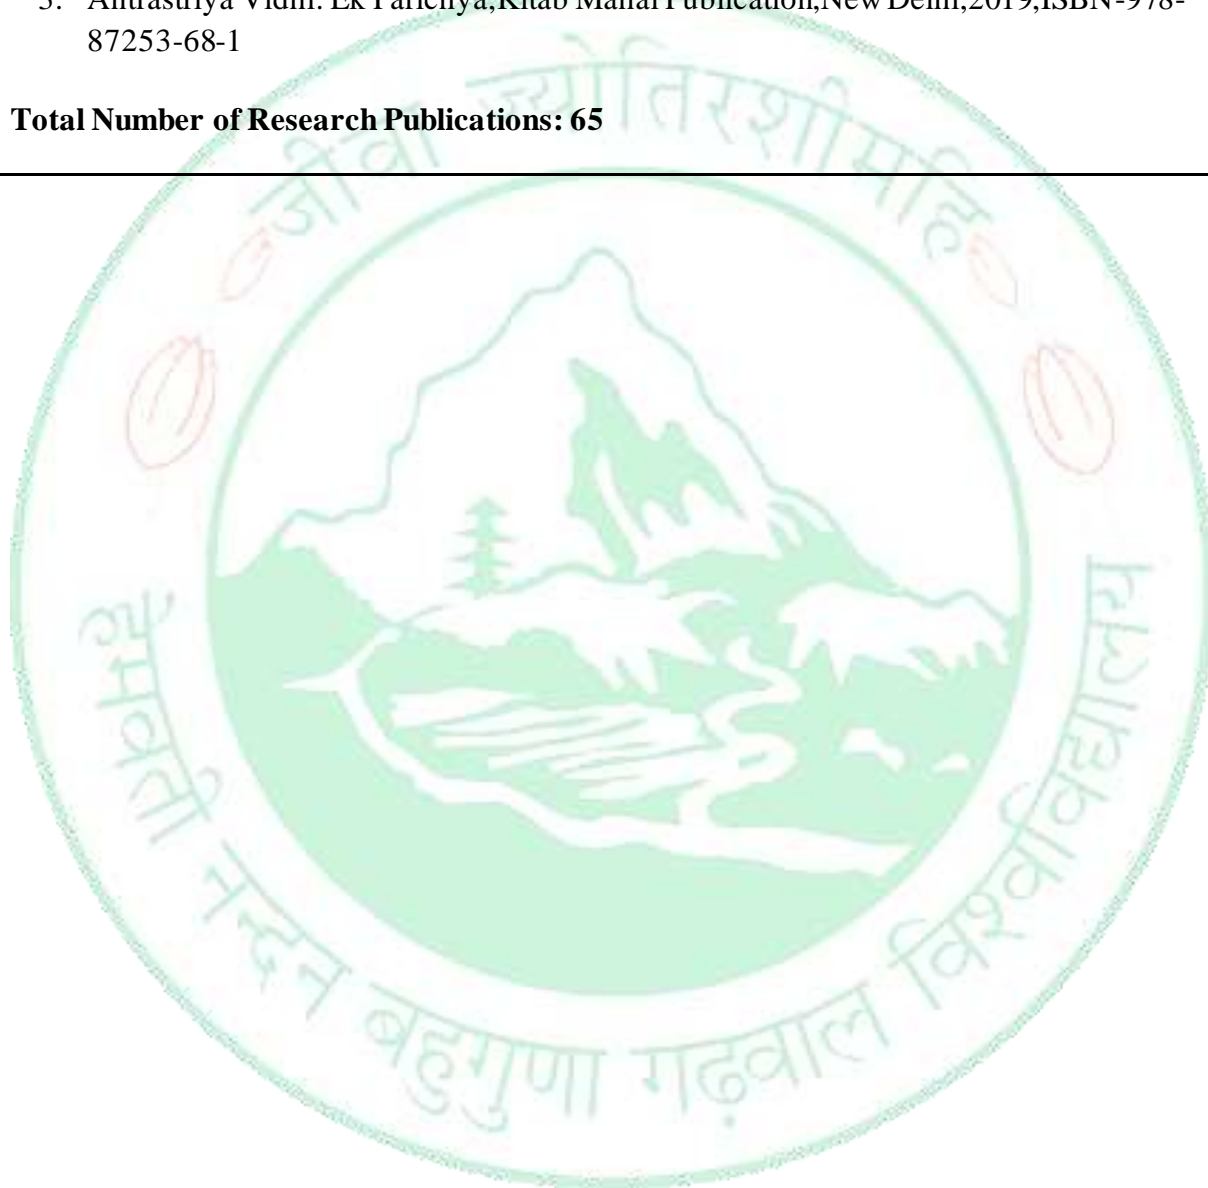 5. Antrastriya Vidhi: Ek Parichya,Kitab Mahal Publication,New Delhi,2019,ISBN-978-
87253-68-1
Total Number of Research Publications: 65
जीवा ज्योतिरशीमहि
हेमवती नन्दन बहुगुणा गढ़वाल विश्वविद्यालय